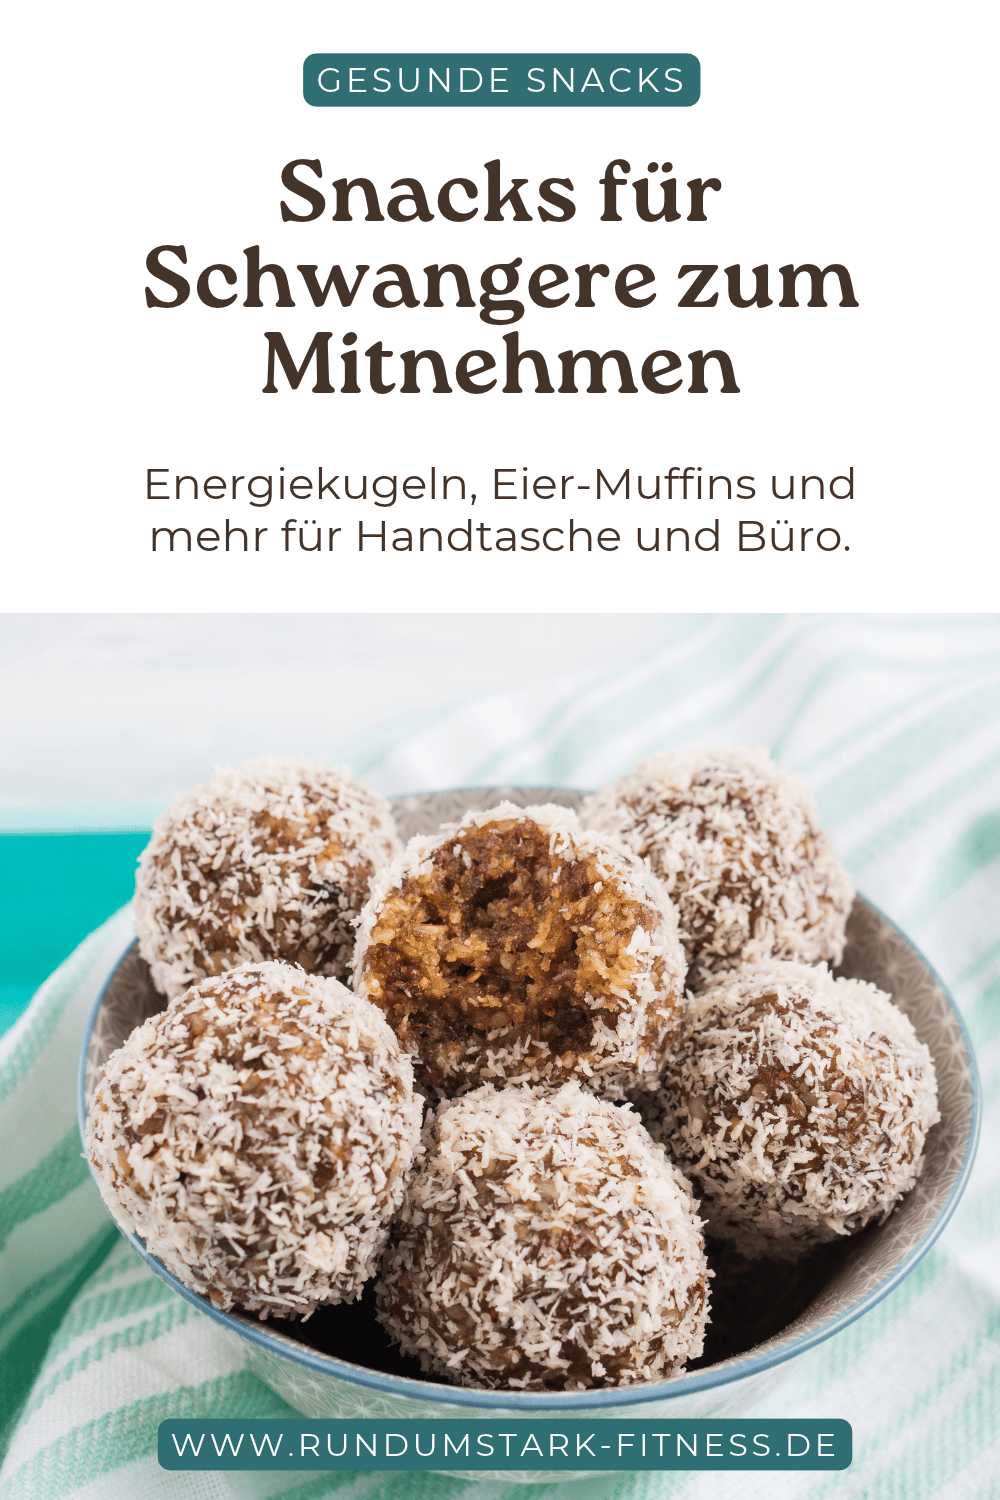 GESUNDE SNACKS
Snacks für
Schwangere zum
Mitnehmen
Energiekugeln, Eier-Muffins und
mehr für Handtasche und Büro.
WWW.RUNDUMSTARK-FITNESS.DE